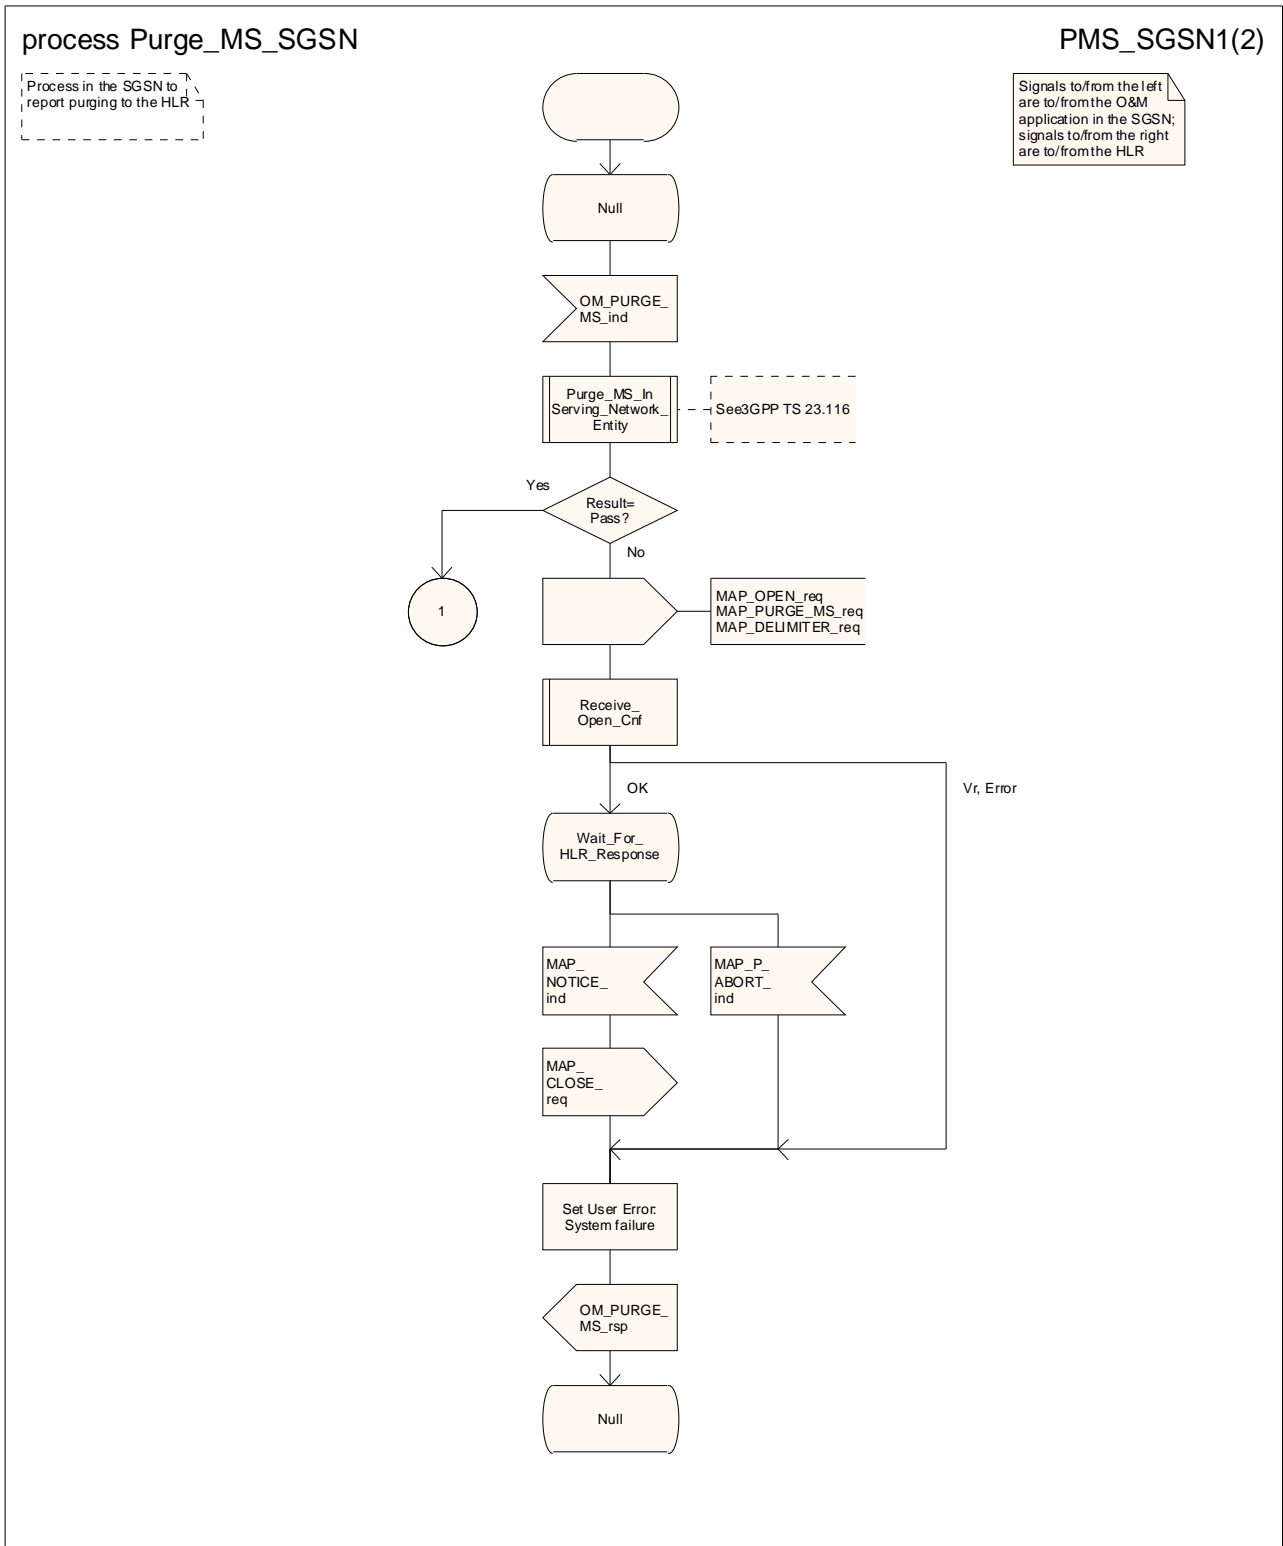 process Purge_MS_SGSN
PMS_SGSN1(2)
Process in the SGSN to
report purging to the HLR
Signals to/from the left
are to/from the O&M
application in the SGSN;
signals to/from the right
are to/from the HLR
Null
OM_PURGE_
MS_ind
Purge_MS_In
Serving_Network_
Entity
See3GPP TS 23.116
Yes
Result=
Pass?
No
1
MAP_OPEN_req
MAP_PURGE_MS_req
MAP_DELIMITER_req
Receive_
Open_Cnf
OK
Vr, Error
Wait_For_
HLR_Response
MAP_
NOTICE_
ind
MAP_P_
ABORT_
ind
MAP_
CLOSE_
req
Set User Error:
System failure
OM_PURGE_
MS_rsp
Null